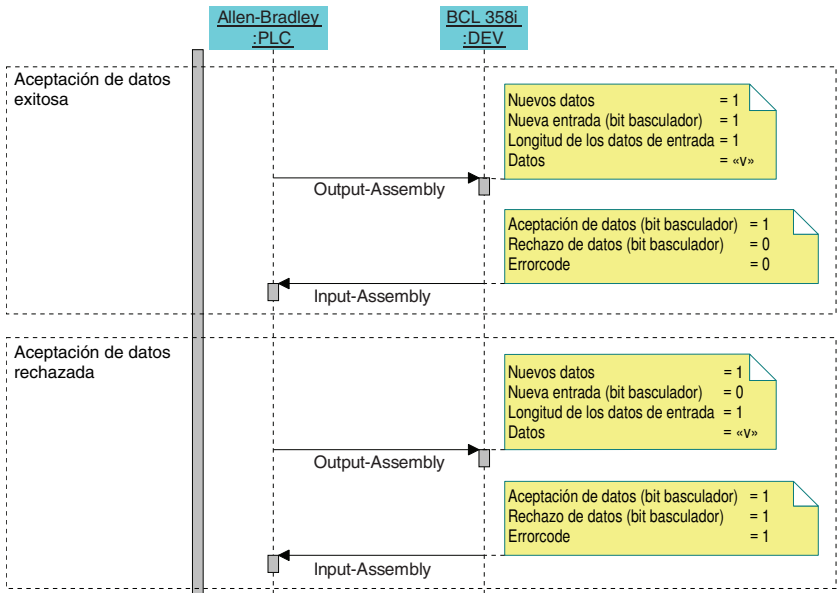 Allen-Bradley
:PLC
BCL 358i
:DEV
Aceptación de datos
exitosa
Nuevos datos = 1
Nueva entrada (bit basculador) = 1
Longitud de los datos de entrada = 1
Datos = «v»
Output-Assembly
Aceptación de datos (bit basculador) = 1
Rechazo de datos (bit basculador) = 0
Errorcode = 0
Input-Assembly
Aceptación de datos
rechazada
Nuevos datos = 1
Nueva entrada (bit basculador) = 0
Longitud de los datos de entrada = 1
Datos = «v»
Output-Assembly
Aceptación de datos (bit basculador) = 1
Rechazo de datos (bit basculador) = 1
Errorcode = 1
Input-Assembly